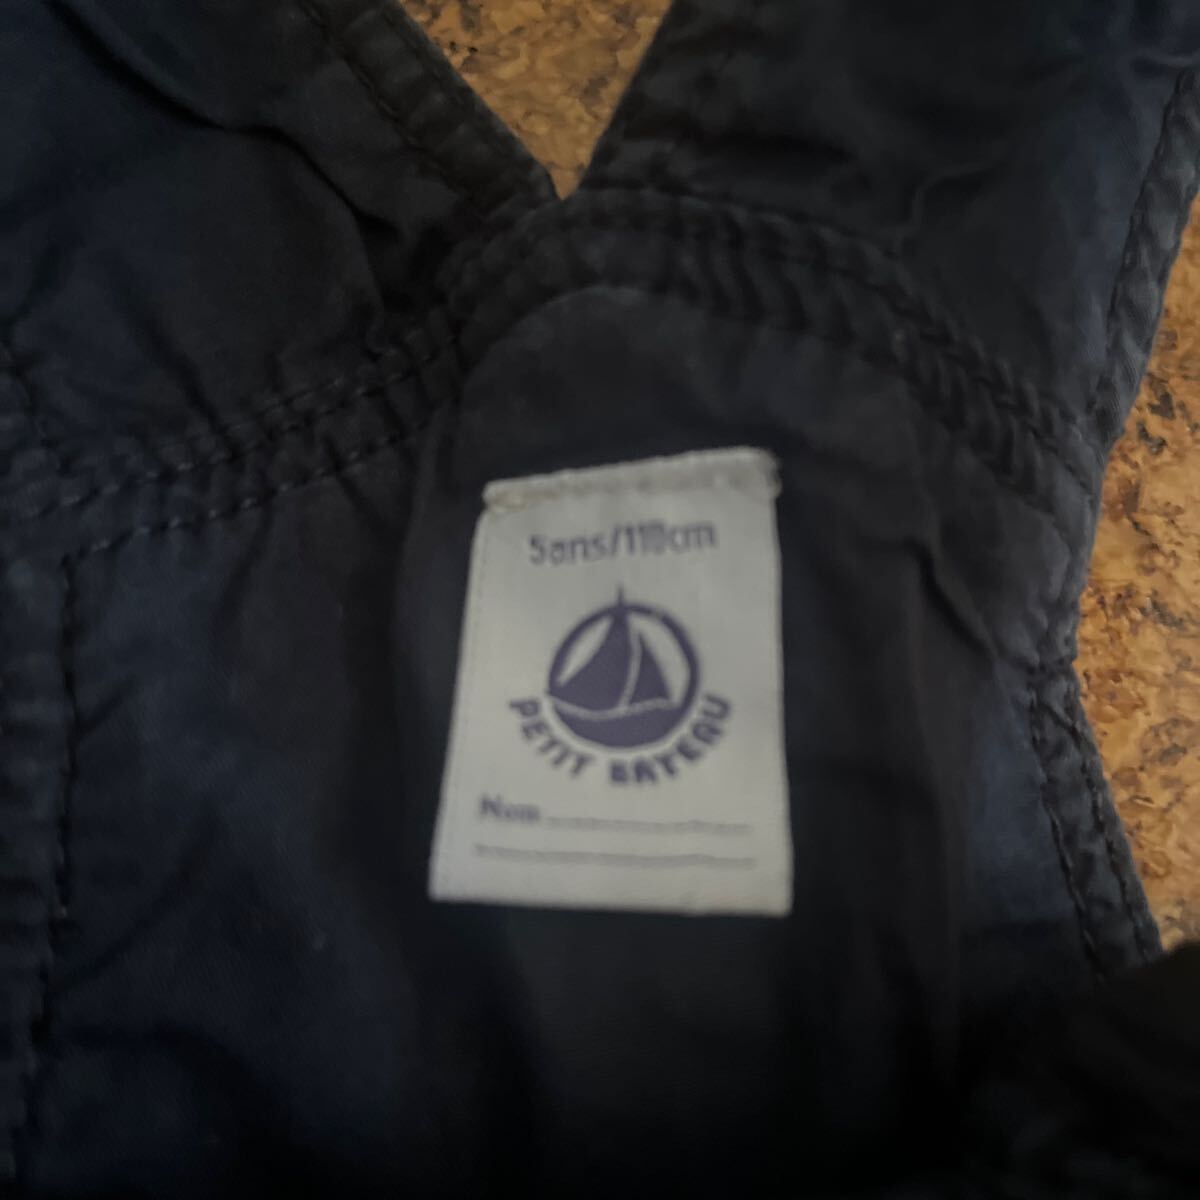 5ans/110cm
PETIT BATEAU
Nom